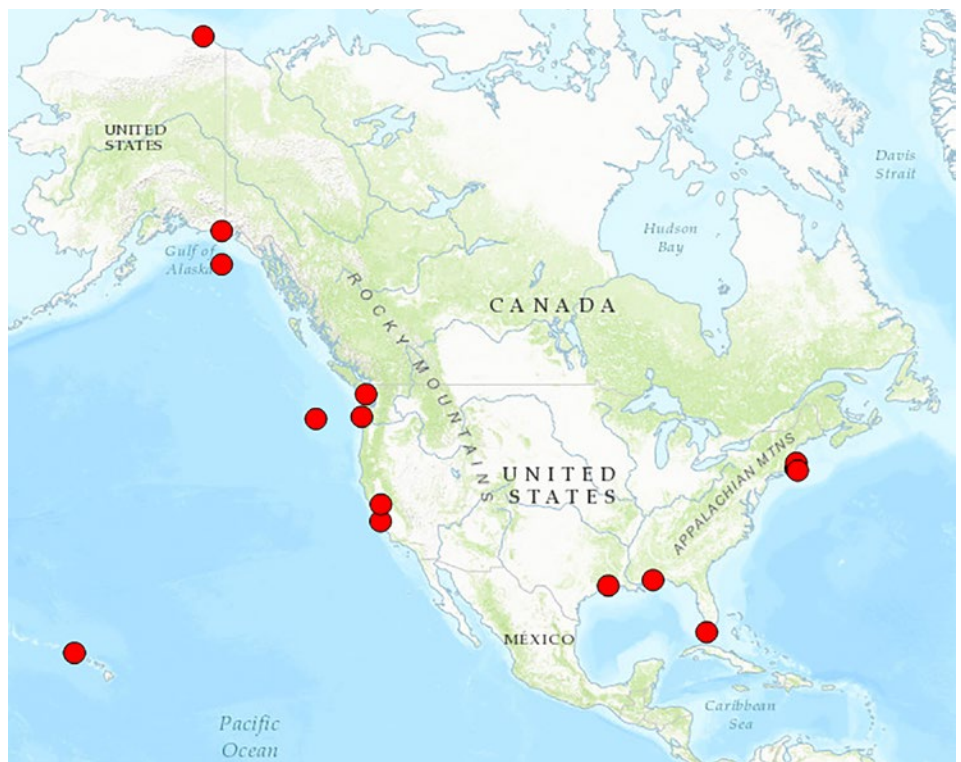 UNITED
STATES
Davis
Strait
Hudson
Bay
Gulf of
Alaska
CANADA
ROCKY MOUNTAINS
UNITED
STATES
APPALACHIAN MTNS
MÉXICO
Caribbean
Sea
Pacific
Ocean